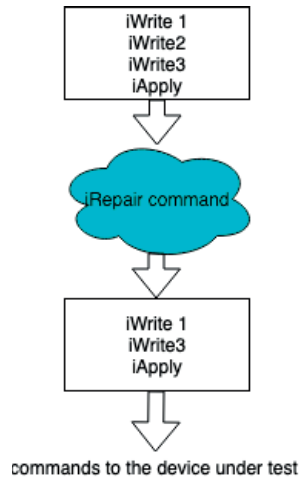 iWrite 1
iWrite2
iWrite3
iApply
iRepair command
iWrite 1
iWrite3
iApply
commands to the device under test